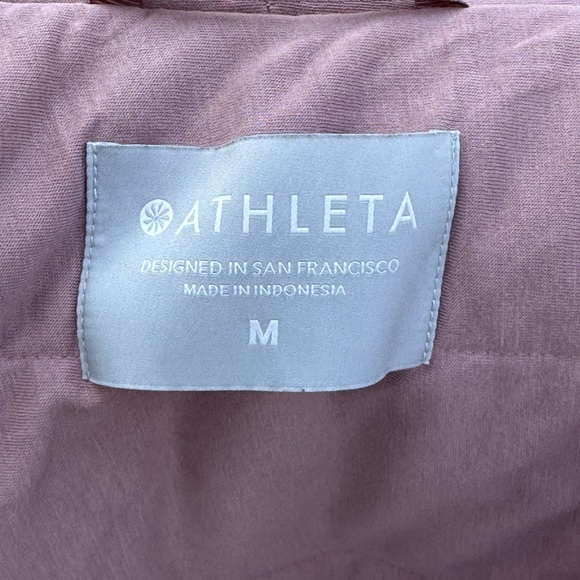 ATHLETA
DESIGNED IN SAN FRANCISCO
MADE IN INDONESIA
M